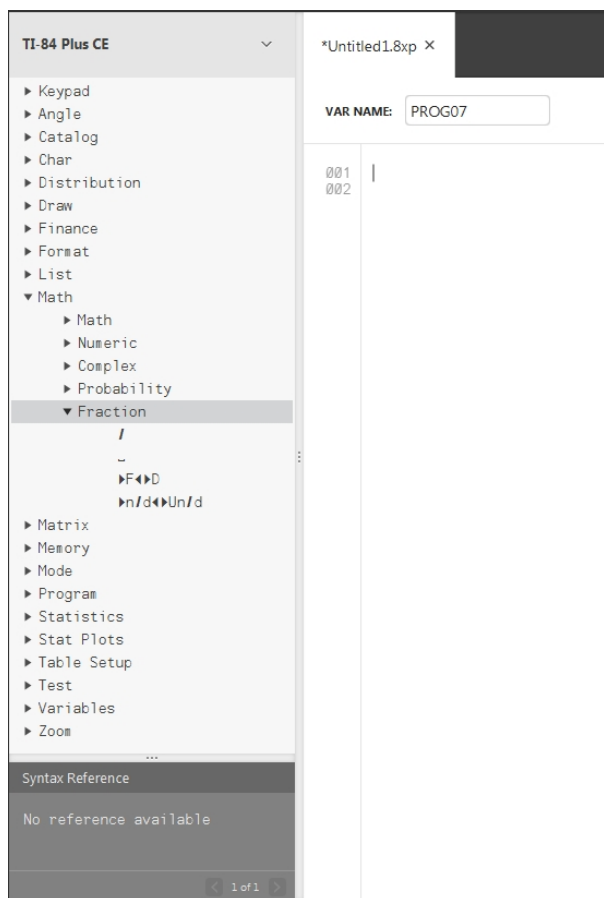 TI-84 Plus CE
▶ Keypad
▶ Angle
▶ Catalog
▶ Char
▶ Distribution
▶ Draw
▶ Finance
▶ Format
▶ List
▼ Math
▶ Math
▶ Numeric
▶ Complex
▶ Probability
▼ Fraction
/
⎵
▶F◀▶D
▶n/d◀▶Un/d
▶ Matrix
▶ Memory
▶ Mode
▶ Program
▶ Statistics
▶ Stat Plots
▶ Table Setup
▶ Test
▶ Variables
▶ Zoom
Syntax Reference
No reference available
1 of 1
*Untitled1.8xp ×
VAR NAME: PROG07
001
002